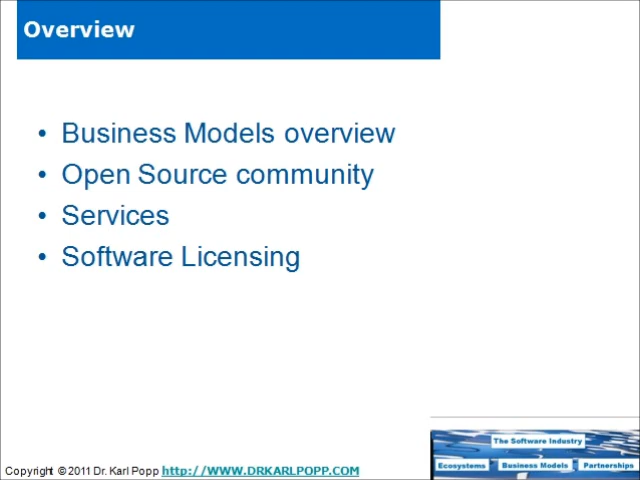 Overview
• Business Models overview
• Open Source community
• Services
• Software Licensing
The Software Industry
Ecosystems Business Models Partnerships
Copyright © 2011 Dr. Karl Popp http://WWW.DRKARLPOPP.COM